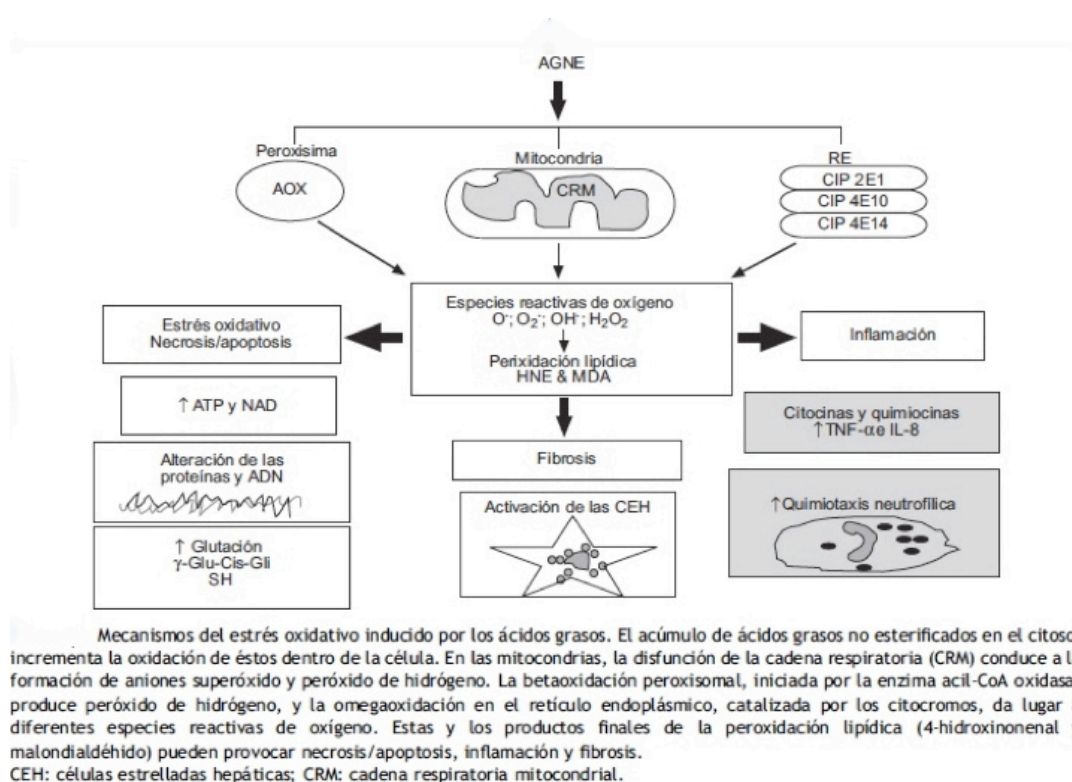 AGNE
Peroxisima
AOX
Mitocondria
CRM
RE
CIP 2E1
CIP 4E10
CIP 4E14
Especies reactivas de oxígeno
O⁻; O₂⁻; OH⁻; H₂O₂
Perixidación lipídica
HNE & MDA
Estrés oxidativo
Necrosis/apoptosis
↑ ATP y NAD
Alteración de las
proteínas y ADN
↑ Glutación
γ-Glu-Cis-Gli
SH
Fibrosis
Activación de las CEH
Inflamación
Citocinas y quimiocinas
↑TNF-αe IL-8
↑Quimiotaxis neutrofílica
Mecanismos del estrés oxidativo inducido por los ácidos grasos. El acúmulo de ácidos grasos no esterificados en el citoso
incrementa la oxidación de éstos dentro de la célula. En las mitocondrias, la disfunción de la cadena respiratoria (CRM) conduce a l
formación de aniones superóxido y peróxido de hidrógeno. La betaoxidación peroxisomal, iniciada por la enzima acil-CoA oxidasa
produce peróxido de hidrógeno, y la omegaoxidación en el retículo endoplásmico, catalizada por los citocromos, da lugar
diferentes especies reactivas de oxígeno. Estas y los productos finales de la peroxidación lipídica (4-hidroxinonenal
malondialdéhido) pueden provocar necrosis/apoptosis, inflamación y fibrosis.
CEH: células estrelladas hepáticas; CRM: cadena respiratoria mitocondrial.